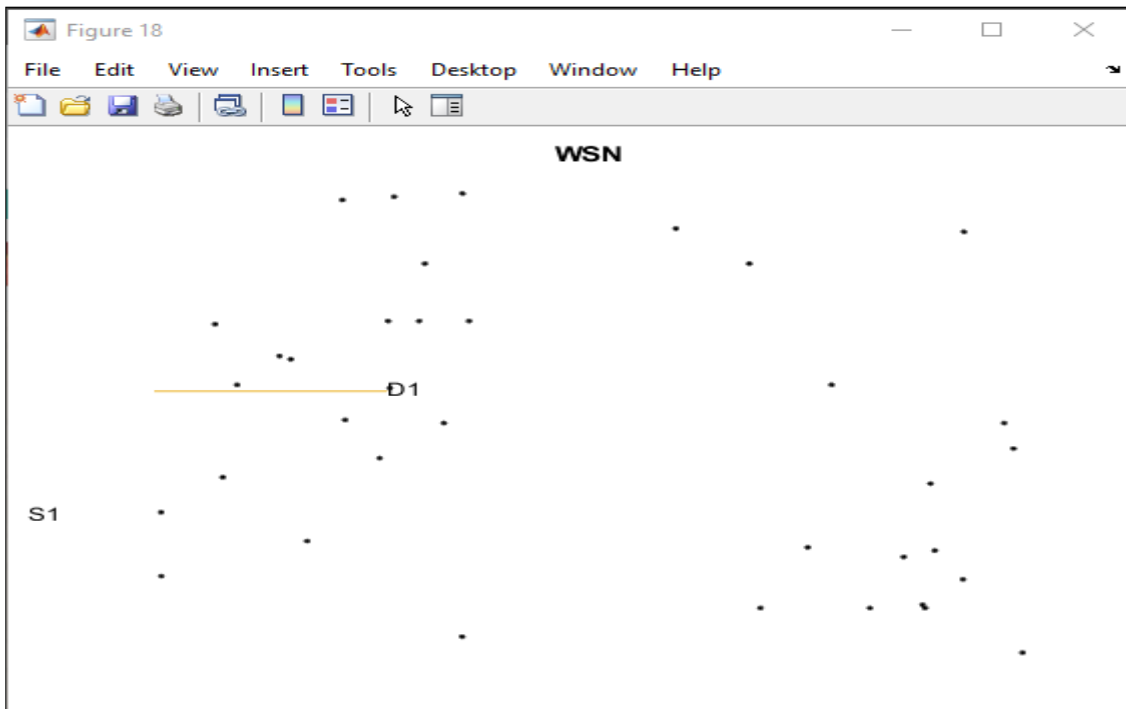 Figure 18
File Edit View Insert Tools Desktop Window Help
WSN
D1
S1